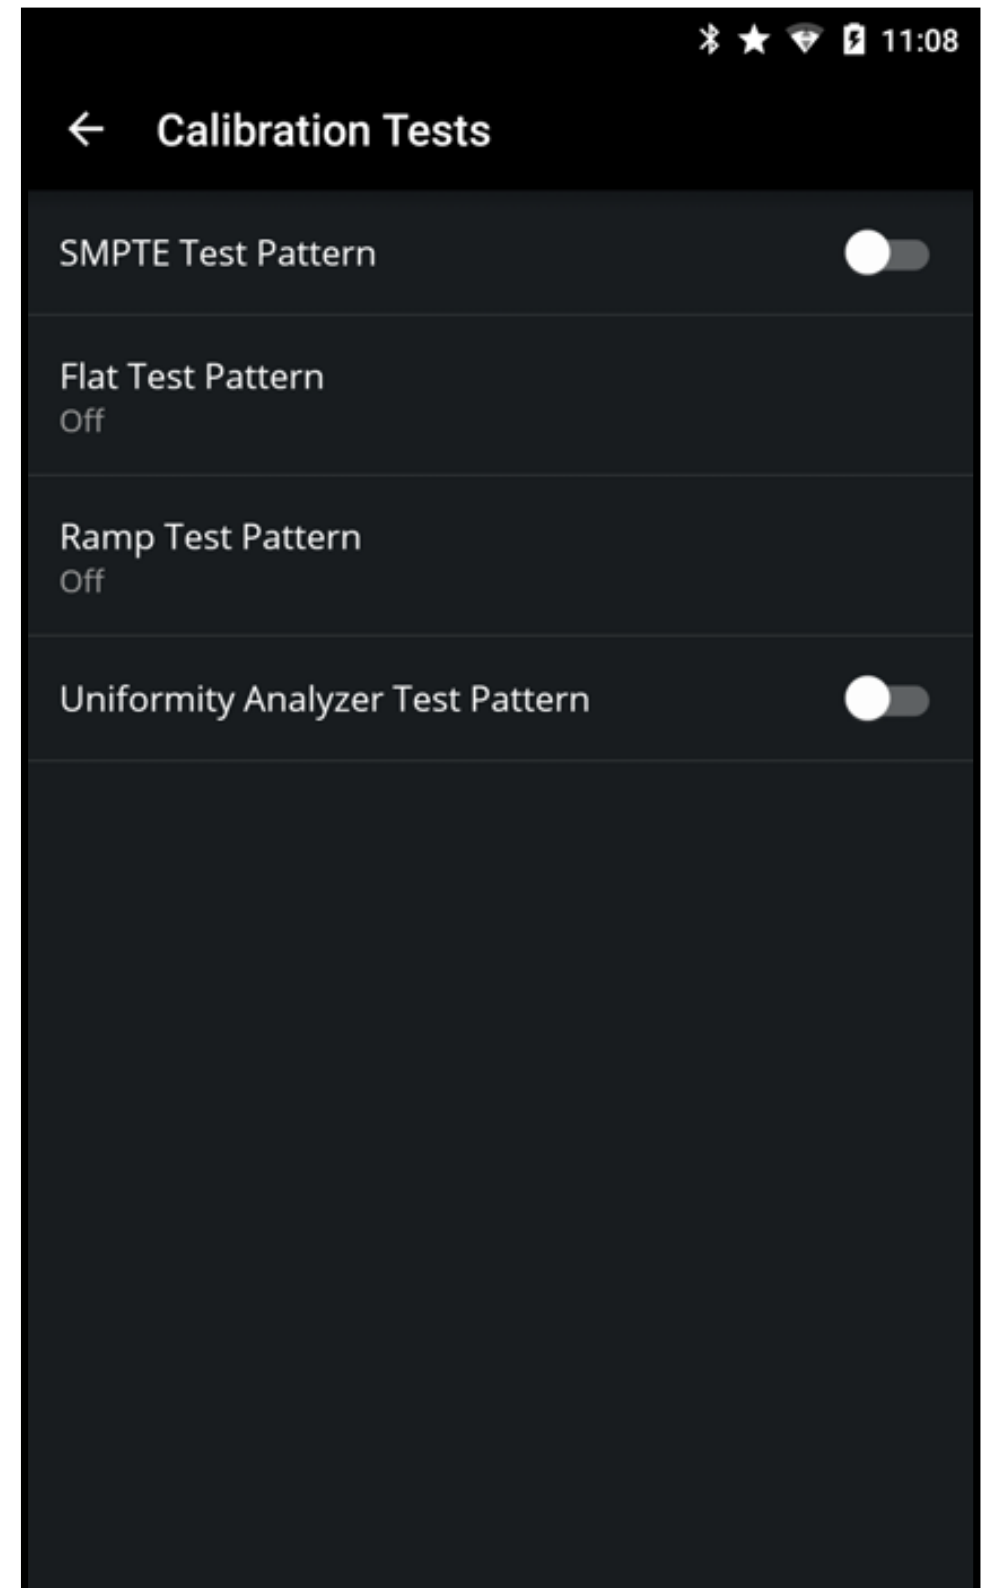 11:08
Calibration Tests
SMPTE Test Pattern
Flat Test Pattern
Off
Ramp Test Pattern
Off
Uniformity Analyzer Test Pattern